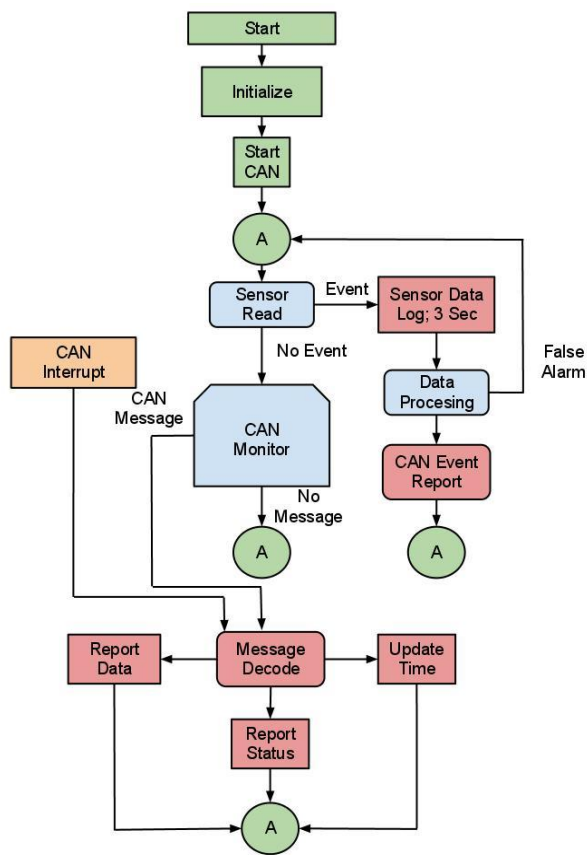 Start
Initialize
Start
CAN
A
Sensor
Read
Event
Sensor Data
Log; 3 Sec
No Event
False
Alarm
CAN
Interrupt
CAN
Message
Data
Procesing
CAN
Monitor
CAN Event
Report
No
Message
A
A
Report
Data
Message
Decode
Update
Time
Report
Status
A